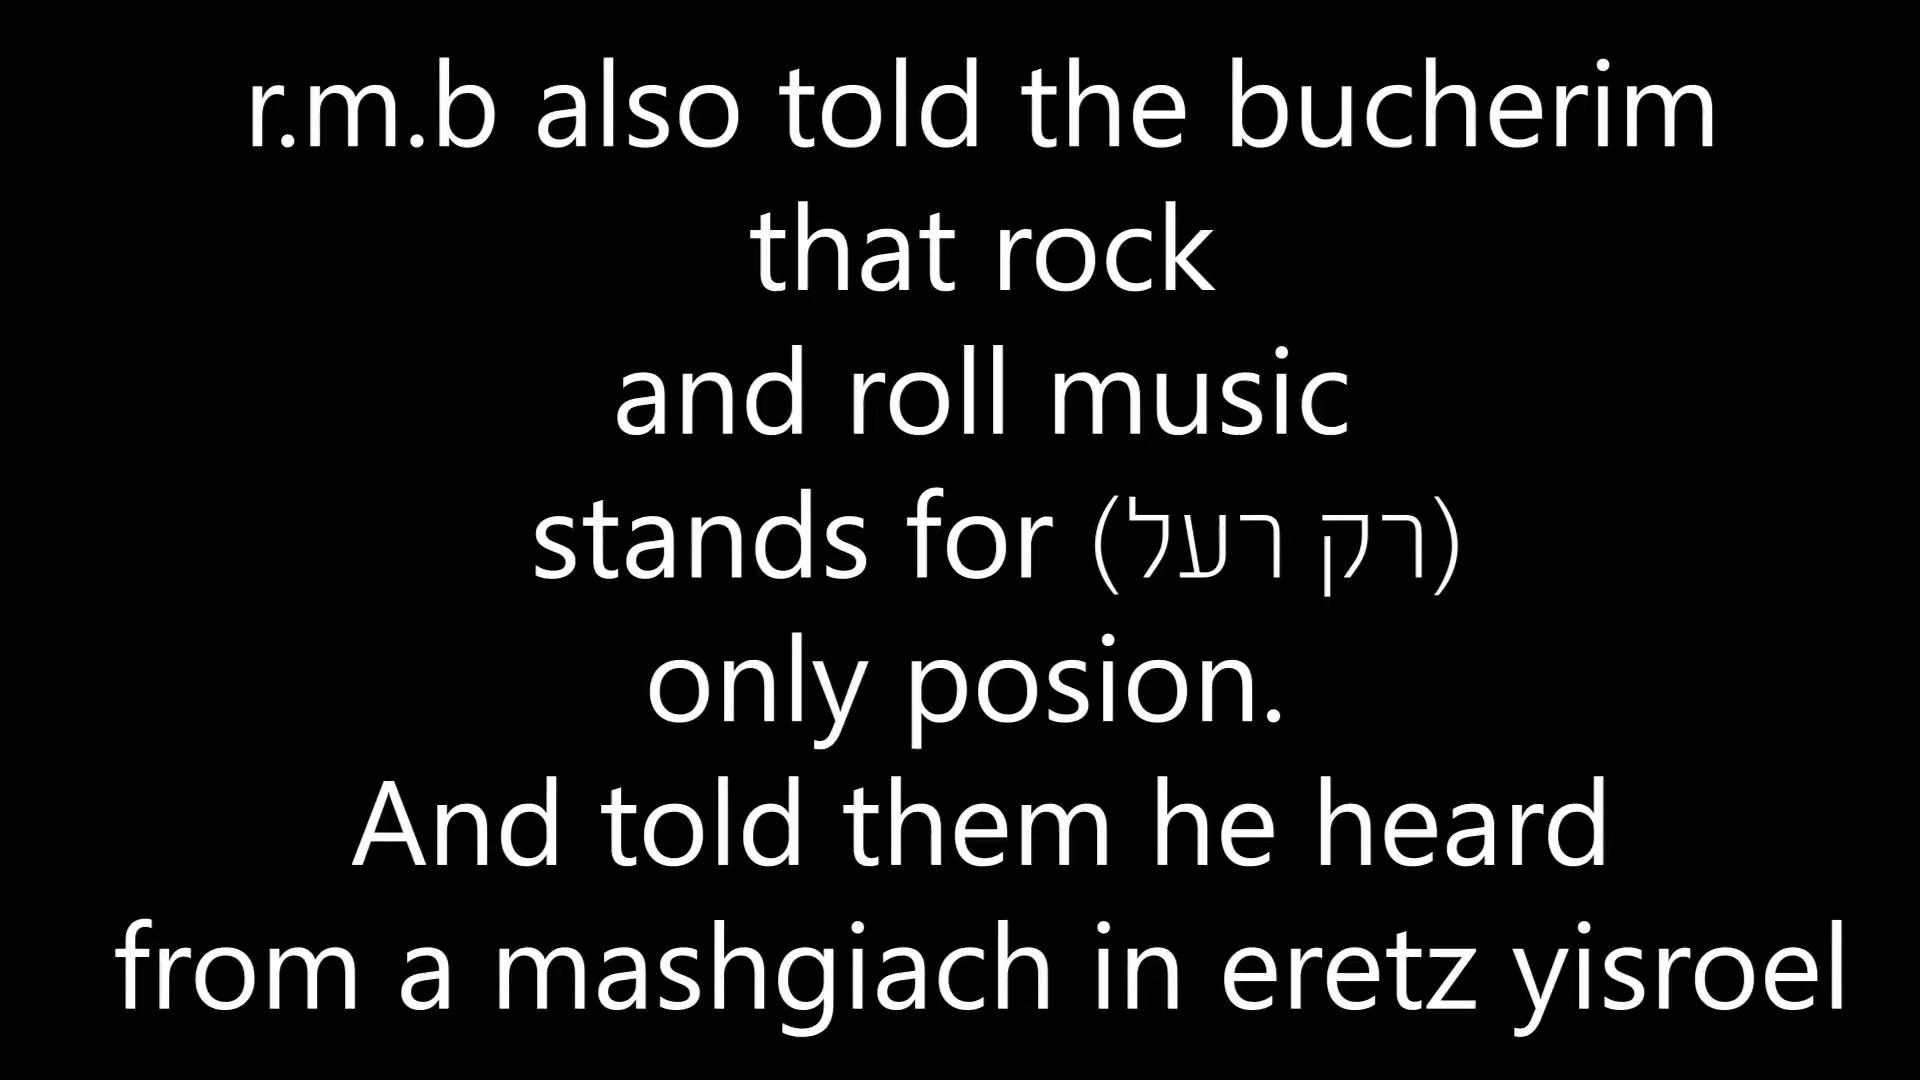 r.m.b also told the bucherim
that rock
and roll music
stands for (רק רעל)
only posion.
And told them he heard
from a mashgiach in eretz yisroel